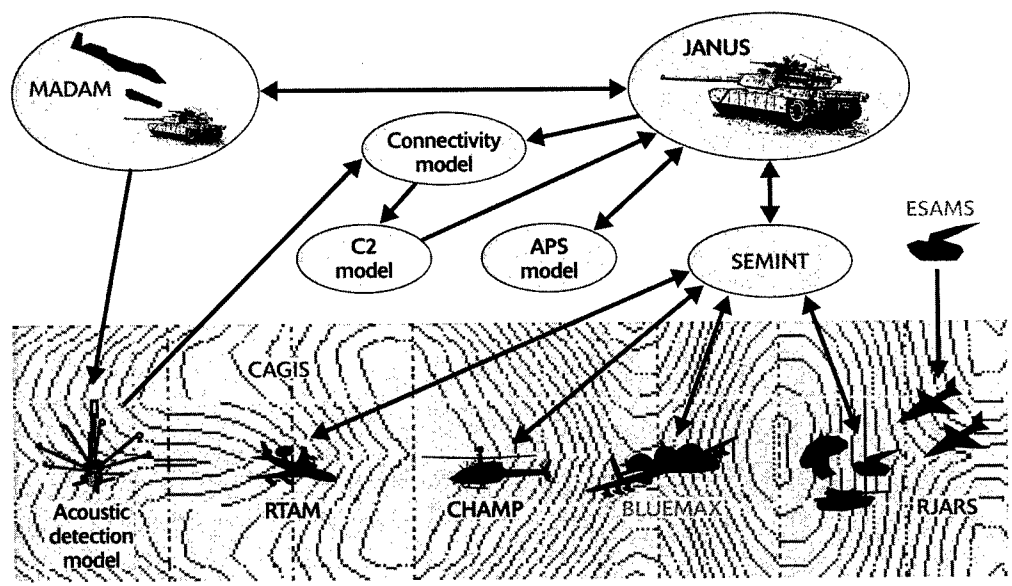 JANUS
MADAM
Connectivity
model
ESAMS
C2
model
APS
model
SEMINT
CAGIS
Acoustic
detection
model
RTAM
CHAMP
BLUEMAX
RJARS